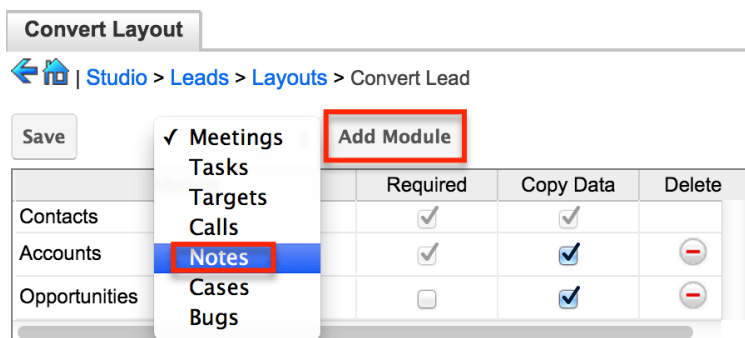 Convert Layout
| Studio > Leads > Layouts > Convert Lead
Save
✓ Meetings
Add Module
Tasks
Targets
Calls
Notes
Cases
Bugs
Required
Copy Data
Delete
Contacts
Accounts
Opportunities